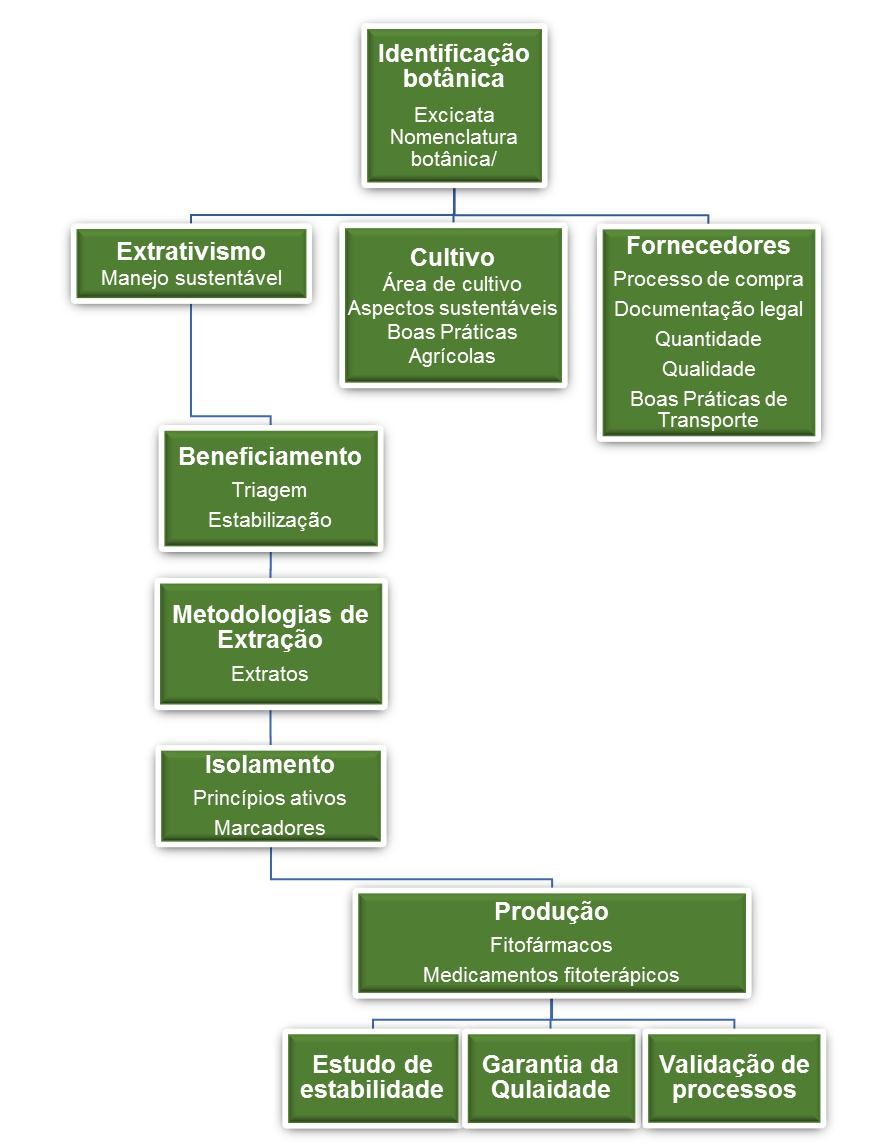 Identificação
botânica
Excicata
Nomenclatura
botânica/
Extrativismo
Manejo sustentável
Cultivo
Área de cultivo
Aspectos sustentáveis
Boas Práticas
Agrícolas
Fornecedores
Processo de compra
Documentação legal
Quantidade
Qualidade
Boas Práticas de
Transporte
Beneficiamento
Triagem
Estabilização
Metodologias de
Extração
Extratos
Isolamento
Princípios ativos
Marcadores
Produção
Fitofármacos
Medicamentos fitoterápicos
Estudo de
estabilidade
Garantia da
Qulaidade
Validação de
processos